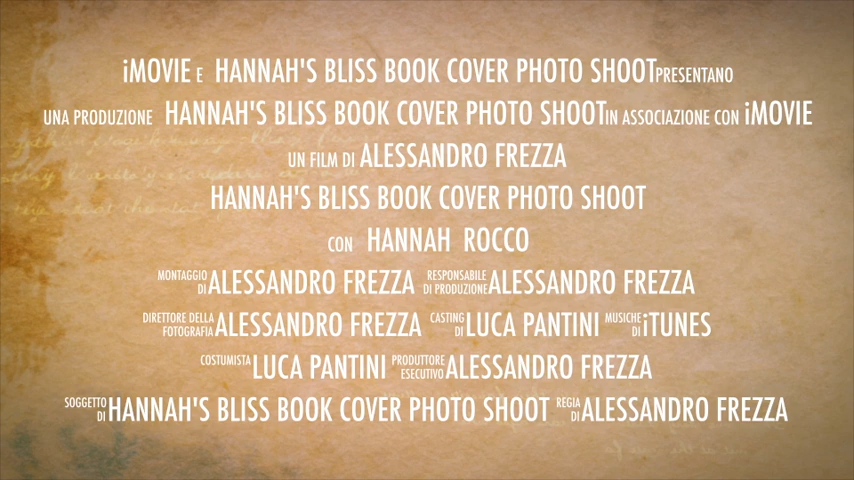 iMOVIE E HANNAH'S BLISS BOOK COVER PHOTO SHOOT PRESENTANO
UNA PRODUZIONE HANNAH'S BLISS BOOK COVER PHOTO SHOOT IN ASSOCIAZIONE CON iMOVIE
UN FILM DI ALESSANDRO FREZZA
HANNAH'S BLISS BOOK COVER PHOTO SHOOT
CON HANNAH ROCCO
MONTAGGIO DI ALESSANDRO FREZZA RESPONSABILE DI PRODUZIONE ALESSANDRO FREZZA
DIRETTORE DELLA FOTOGRAFIA ALESSANDRO FREZZA CASTING DI LUCA PANTINI MUSICHE DI iTUNES
COSTUMISTA LUCA PANTINI PRODUTTORE ESECUTIVO ALESSANDRO FREZZA
SOGGETTO DI HANNAH'S BLISS BOOK COVER PHOTO SHOOT REGIA DI ALESSANDRO FREZZA